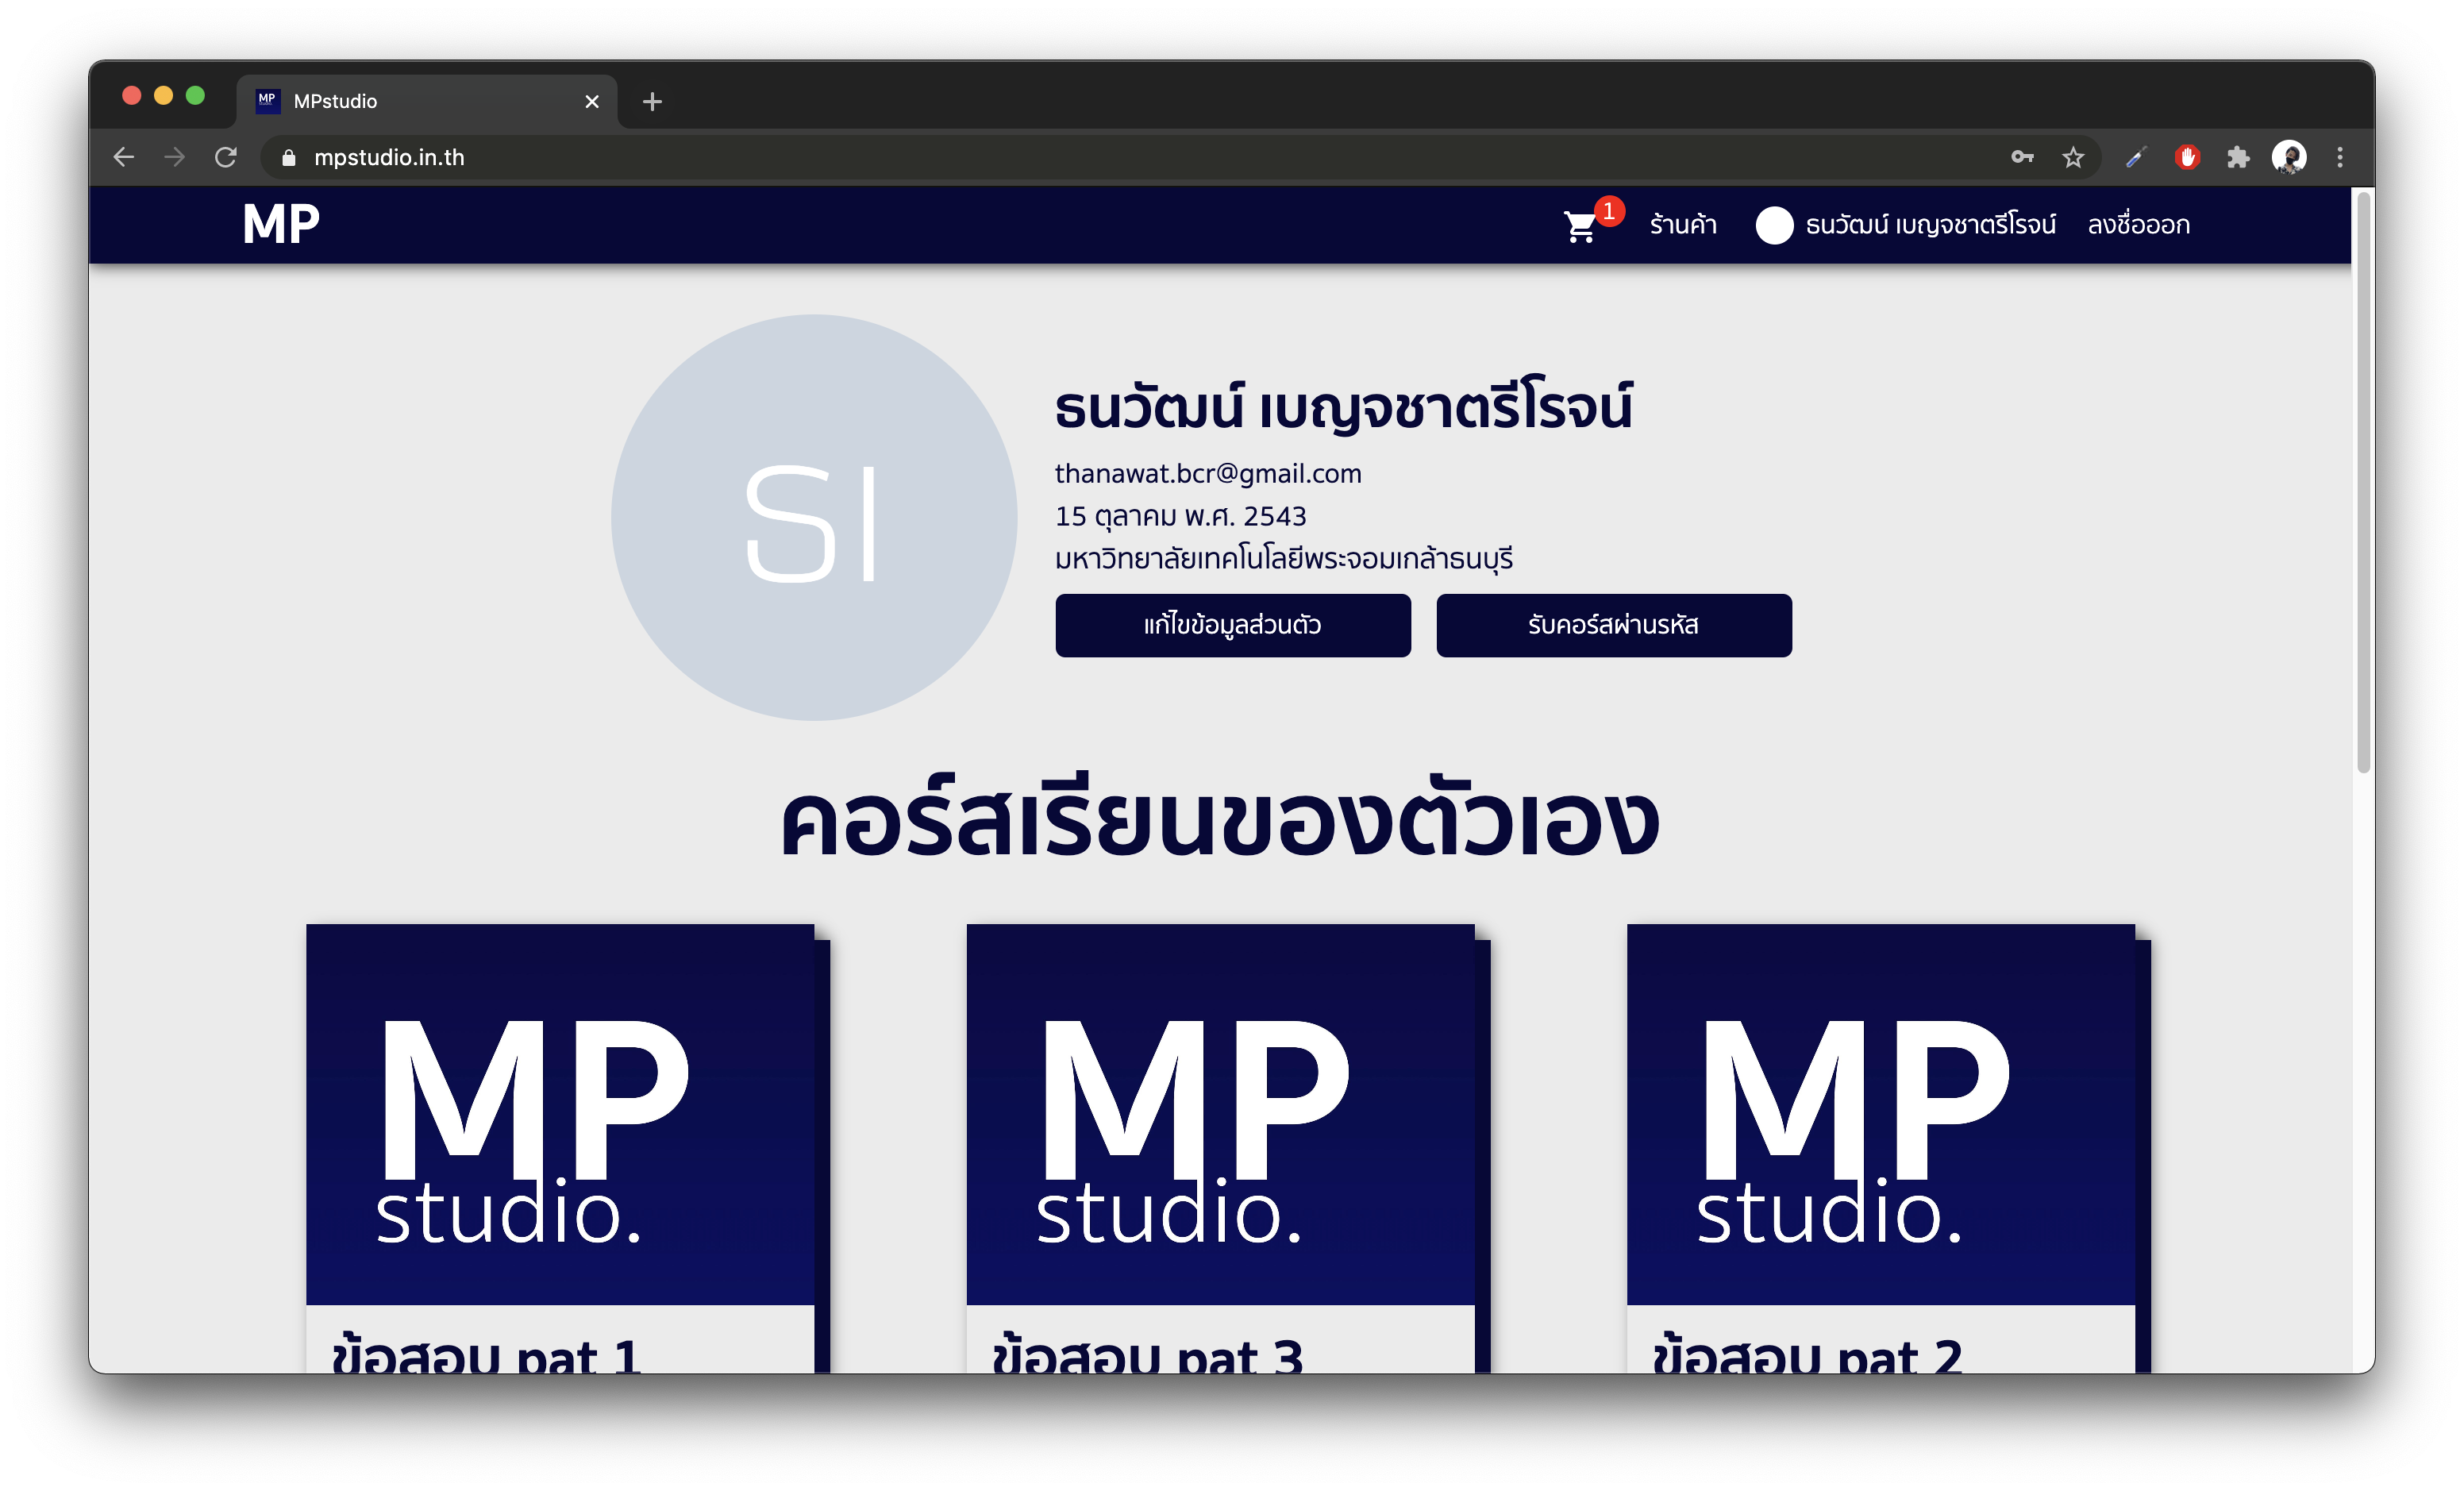 MP
MPstudio
mpstudio.in.th
MP
1
ร้านค้า
ธนวัฒน์ เบญจชาตรีโรจน์
ลงชื่อออก
SI
ธนวัฒน์ เบญจชาตรีโรจน์
thanawat.bcr@gmail.com
15 ตุลาคม พ.ศ. 2543
มหาวิทยาลัยเทคโนโลยีพระจอมเกล้าธนบุรี
แก้ไขข้อมูลส่วนตัว
รับคอร์สผ่านรหัส
คอร์สเรียนของตัวเอง
MP
studio.
MP
studio.
MP
studio.
ข้อสอบ pat 1
ข้อสอบ pat 3
ข้อสอบ pat 2